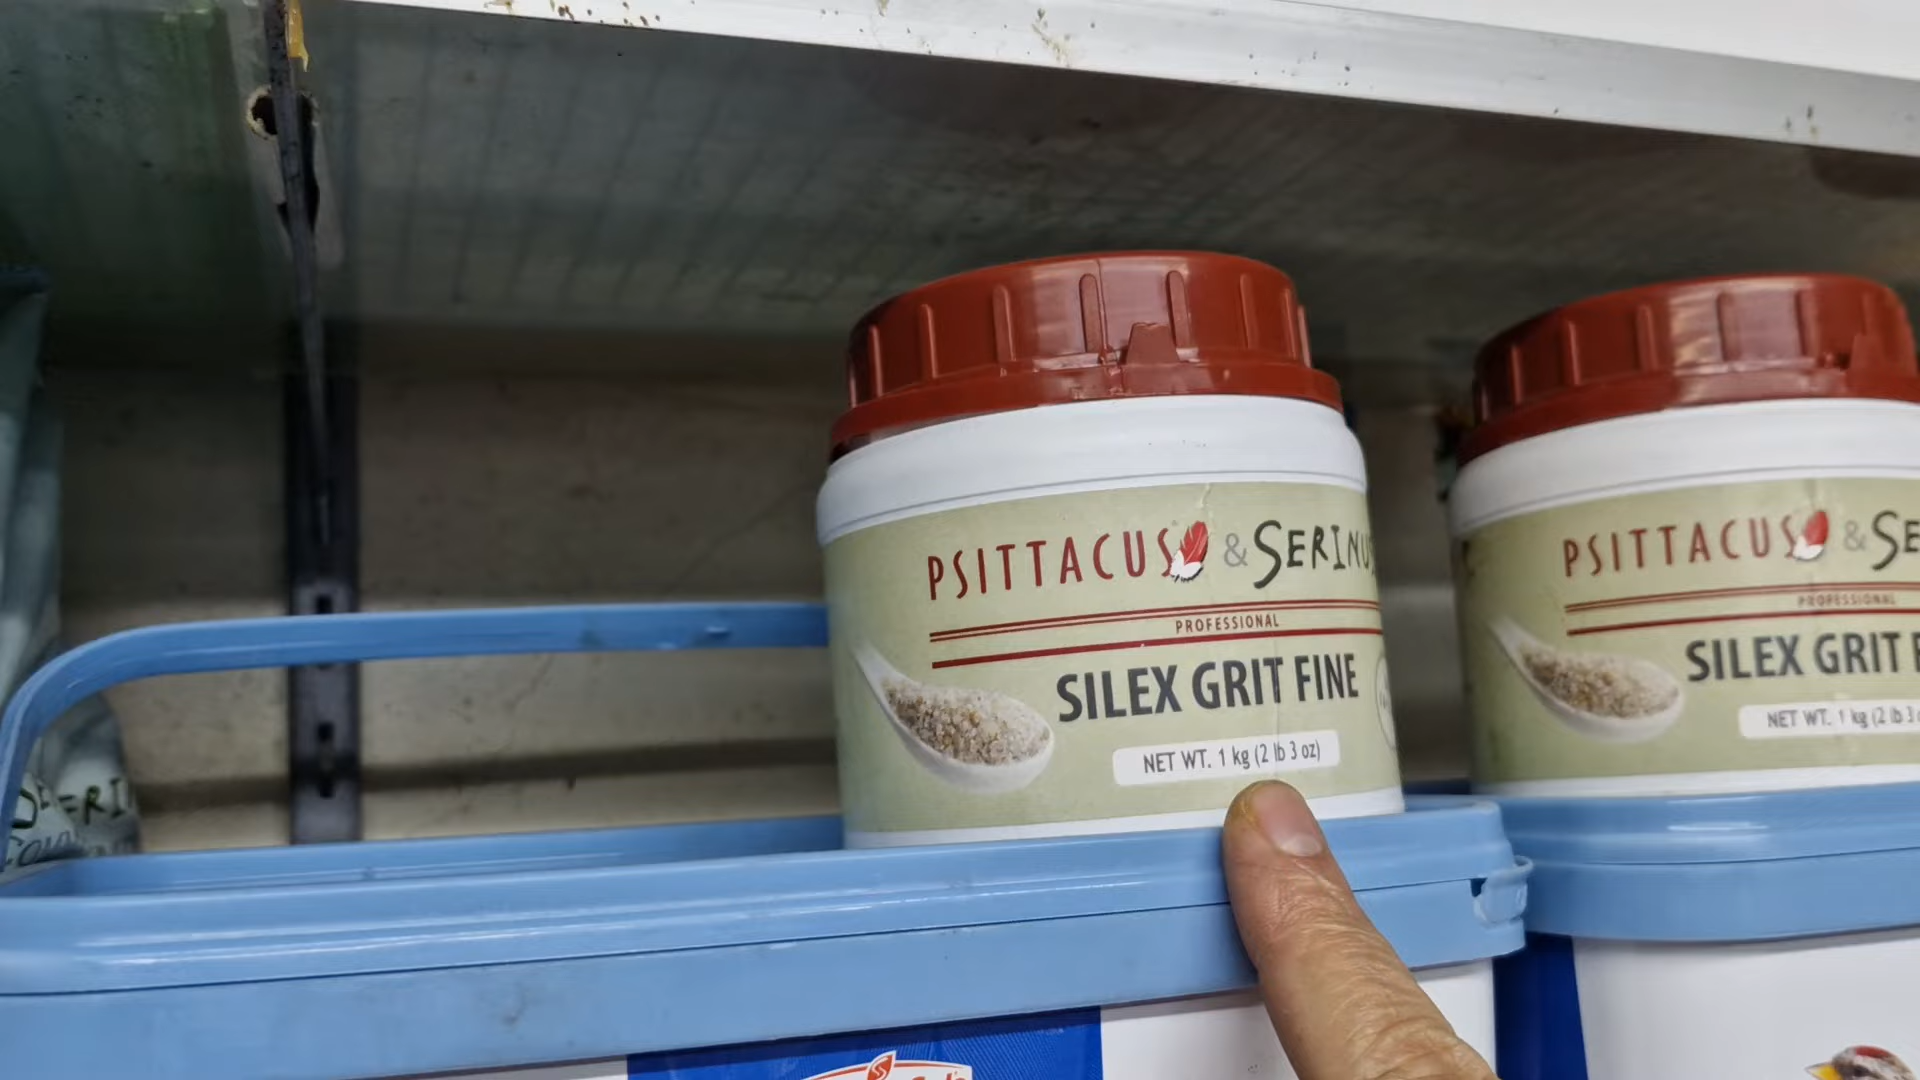 PSITTACUS & SERINUS
PROFESSIONAL
SILEX GRIT FINE
NET WT. 1 kg (2 lb 3 oz)
PSITTACUS & SE
PROFESSIONAL
SILEX GRIT F
NET WT. 1 kg (2 lb 3
SERI